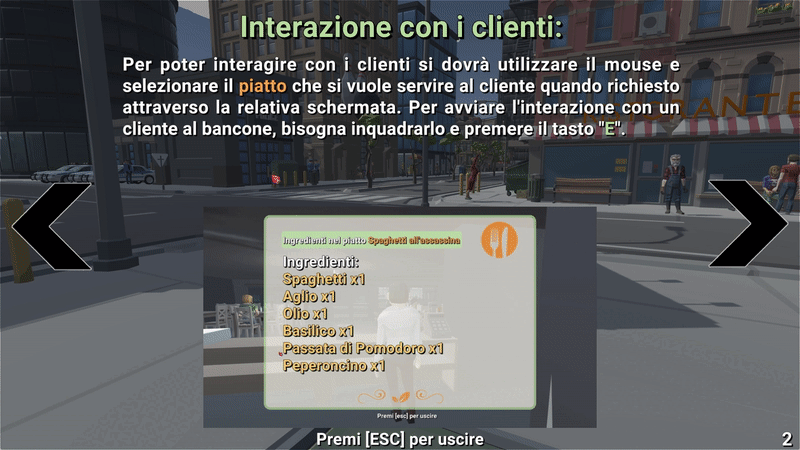 Interazione con i clienti:
Per poter interagire con i clienti si dovrà utilizzare il mouse e
selezionare il piatto che si vuole servire al cliente quando richiesto
attraverso la relativa schermata. Per avviare l'interazione con un
cliente al bancone, bisogna inquadrarlo e premere il tasto "E".
Ingredienti nel piatto Spaghetti all'assassina
Ingredienti:
Spaghetti x1
Aglio x1
Olio x1
Basilico x1
Passata di Pomodoro x1
Peperoncino x1
Premi [esc] per uscire
Premi [ESC] per uscire
2